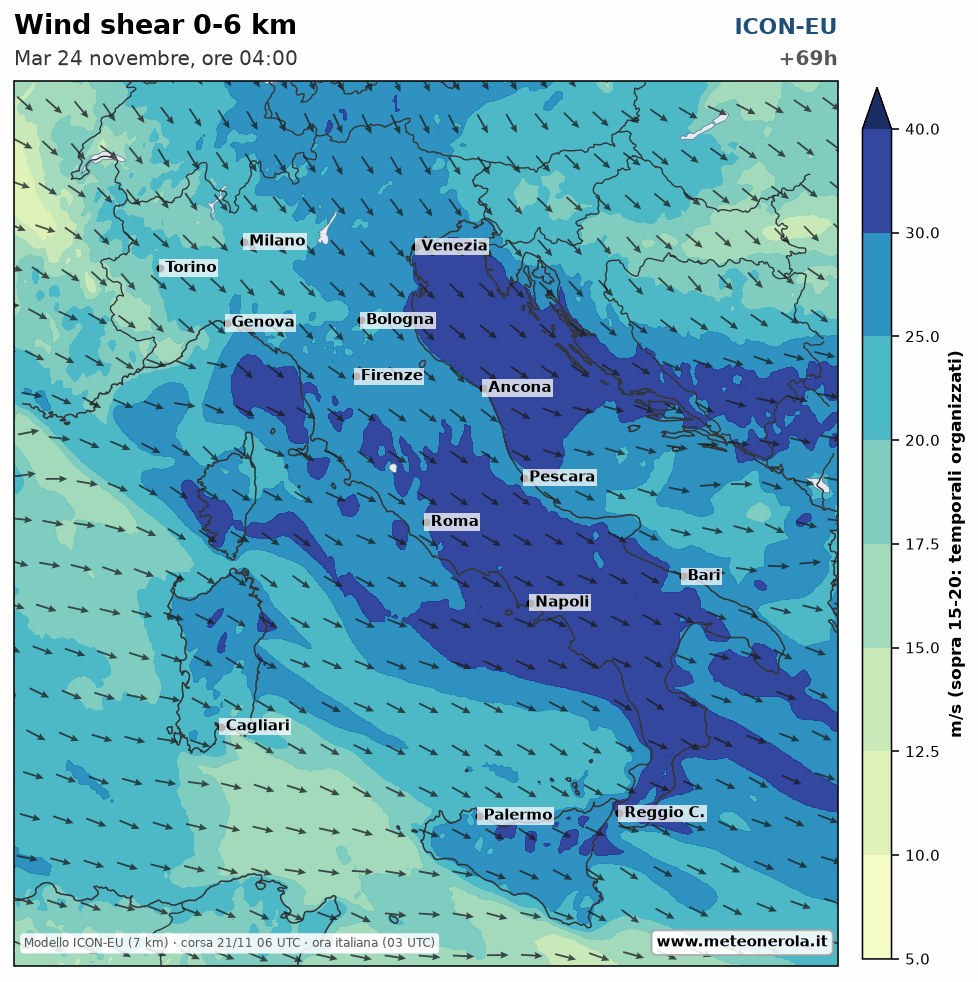 Wind shear 0-6 km
ICON-EU
Mar 24 novembre, ore 04:00
+69h
Milano
Venezia
Torino
Genova
Bologna
Firenze
Ancona
Pescara
Roma
Bari
Napoli
Cagliari
Palermo
Reggio C.
40.0
30.0
25.0
20.0
17.5
15.0
12.5
10.0
5.0
m/s (sopra 15-20: temporali organizzati)
Modello ICON-EU (7 km) · corsa 21/11 06 UTC · ora italiana (03 UTC)
www.meteonerola.it